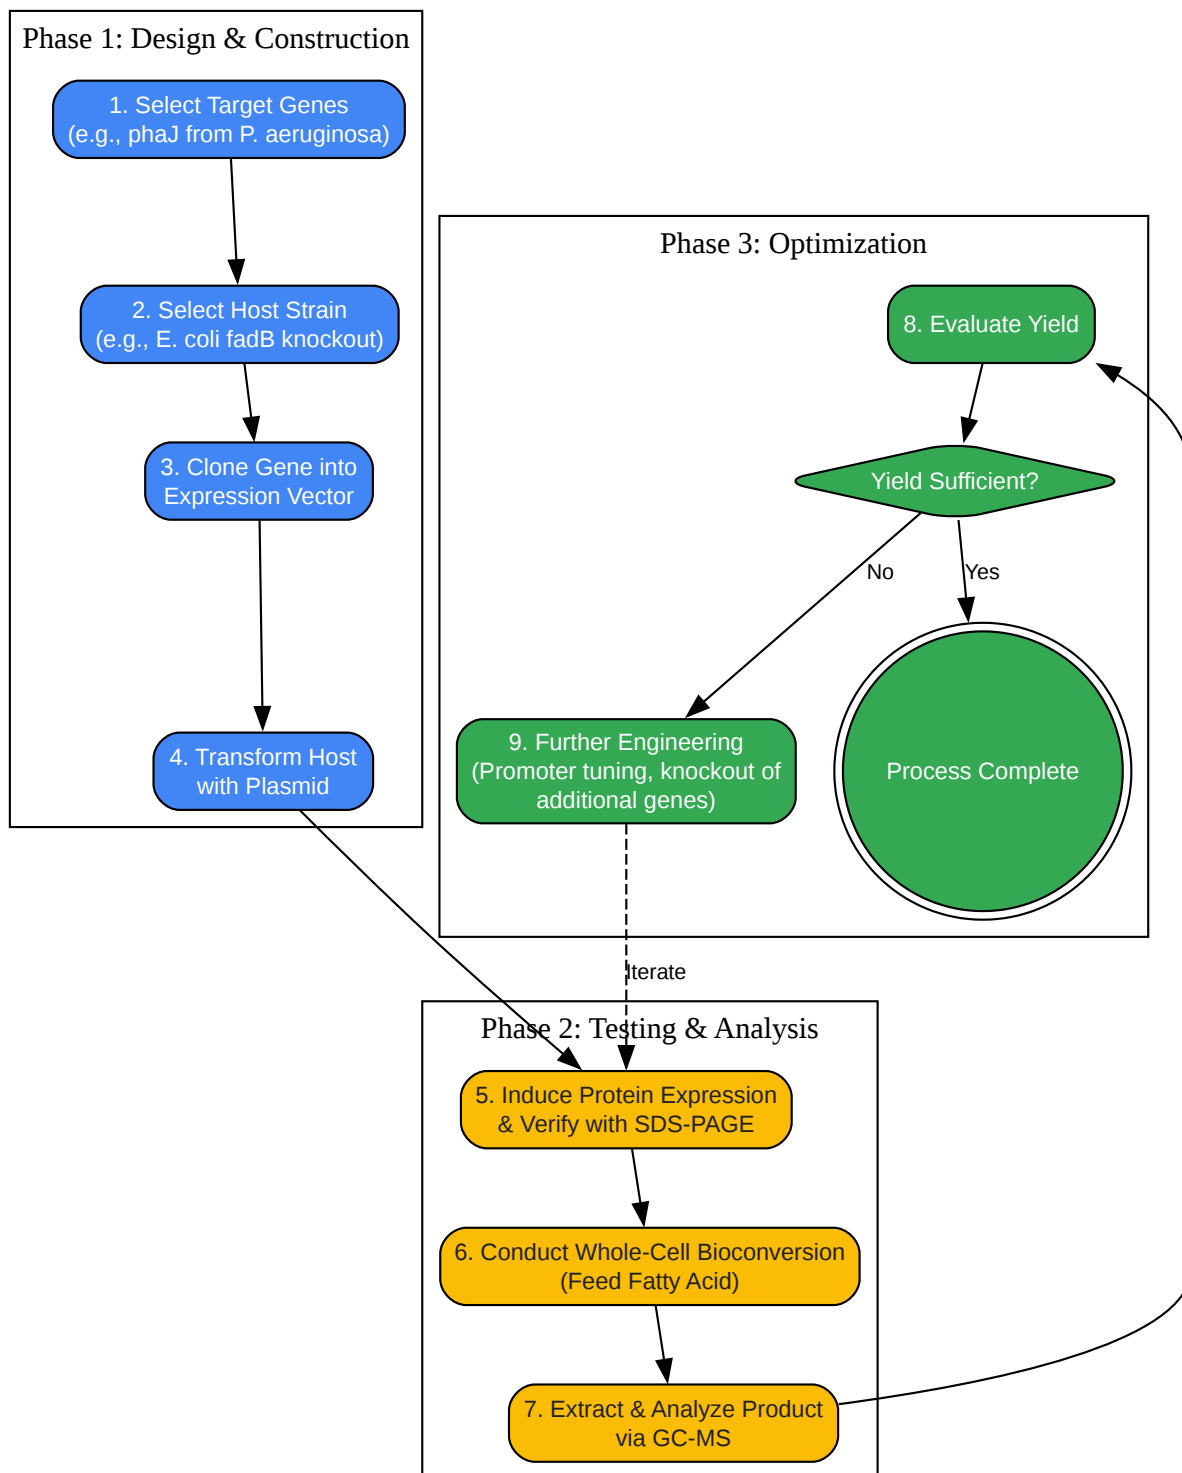 Phase 1: Design & Construction
1. Select Target Genes
(e.g., phaJ from P. aeruginosa)
2. Select Host Strain
(e.g., E. coli fadB knockout)
3. Clone Gene into
Expression Vector
4. Transform Host
with Plasmid
Phase 3: Optimization
8. Evaluate Yield
Yield Sufficient?
No
Yes
9. Further Engineering
(Promoter tuning, knockout of
additional genes)
Process Complete
Iterate
Phase 2: Testing & Analysis
5. Induce Protein Expression
& Verify with SDS-PAGE
6. Conduct Whole-Cell Bioconversion
(Feed Fatty Acid)
7. Extract & Analyze Product
via GC-MS